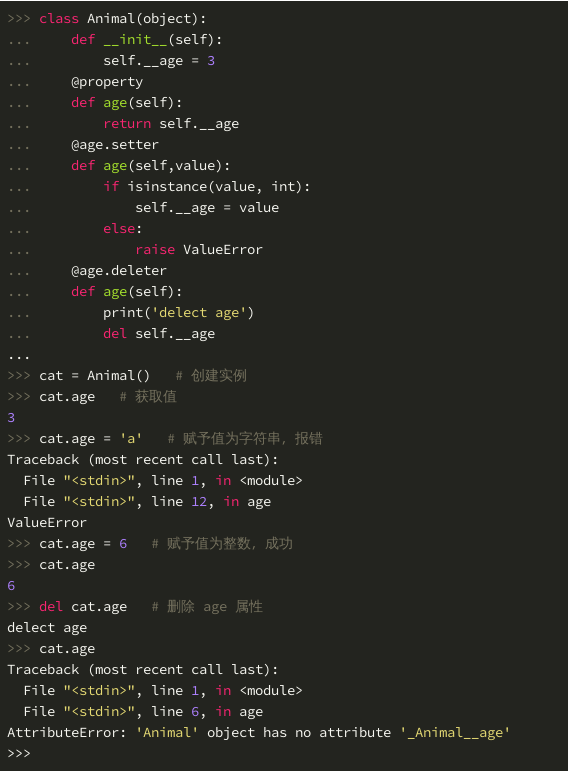 >>> class Animal(object):
...     def __init__(self):
...         self.__age = 3
...     @property
...     def age(self):
...         return self.__age
...     @age.setter
...     def age(self,value):
...         if isinstance(value, int):
...             self.__age = value
...         else:
...             raise ValueError
...     @age.deleter
...     def age(self):
...         print('delect age')
...         del self.__age
...
>>> cat = Animal()   # 创建实例
>>> cat.age   # 获取值
3
>>> cat.age = 'a'   # 赋予值为字符串，报错
Traceback (most recent call last):
  File "<stdin>", line 1, in <module>
  File "<stdin>", line 12, in age
ValueError
>>> cat.age = 6   # 赋予值为整数，成功
>>> cat.age
6
>>> del cat.age   # 删除 age 属性
delect age
>>> cat.age
Traceback (most recent call last):
  File "<stdin>", line 1, in <module>
  File "<stdin>", line 6, in age
AttributeError: 'Animal' object has no attribute '_Animal__age'
>>>